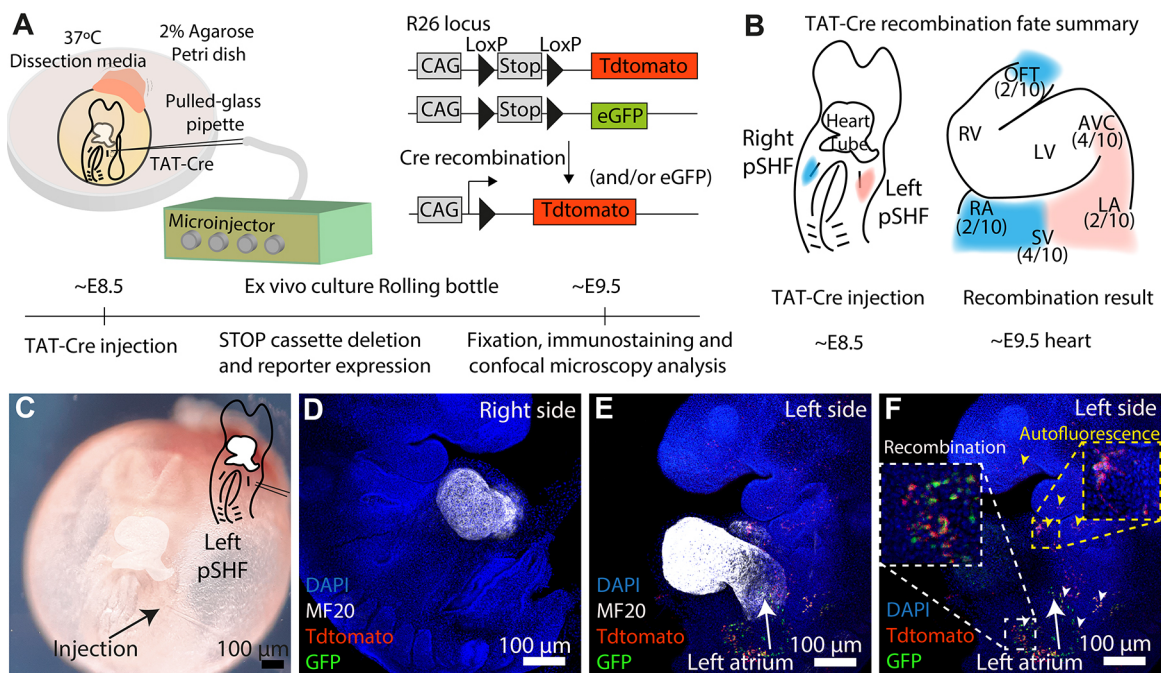 A
37ºC
Dissection media
2% Agarose
Petri dish
Pulled-glass
pipette
TAT-Cre
Microinjector
R26 locus
LoxP
LoxP
CAG
Stop
Tdtomato
CAG
Stop
eGFP
Cre recombination
(and/or eGFP)
CAG
Tdtomato
~E8.5
Ex vivo culture Rolling bottle
~E9.5
TAT-Cre injection
STOP cassette deletion
and reporter expression
Fixation, immunostaining and
confocal microscopy analysis
B
TAT-Cre recombination fate summary
Heart
Tube
Right
pSHF
Left
pSHF
OFT
(2/10)
RV
LV
AVC
(4/10)
RA
(2/10)
SV
(4/10)
LA
(2/10)
TAT-Cre injection
Recombination result
~E8.5
~E9.5 heart
C
Left
pSHF
Injection
100 µm
D
Right side
DAPI
MF20
Tdtomato
GFP
100 µm
E
Left side
DAPI
MF20
Tdtomato
GFP
Left atrium
100 µm
F
Left side
Recombination
Autofluorescence
DAPI
Tdtomato
GFP
Left atrium
100 µm